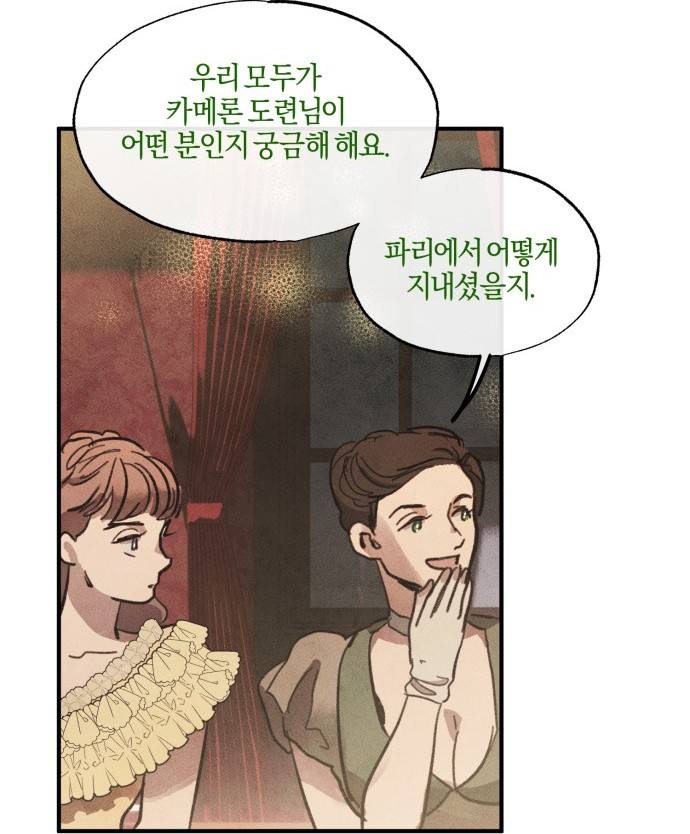 우리 모두가
카메론 도련님이
어떤 분인지 궁금해 해요.
파리에서 어떻게
지내셨을지.